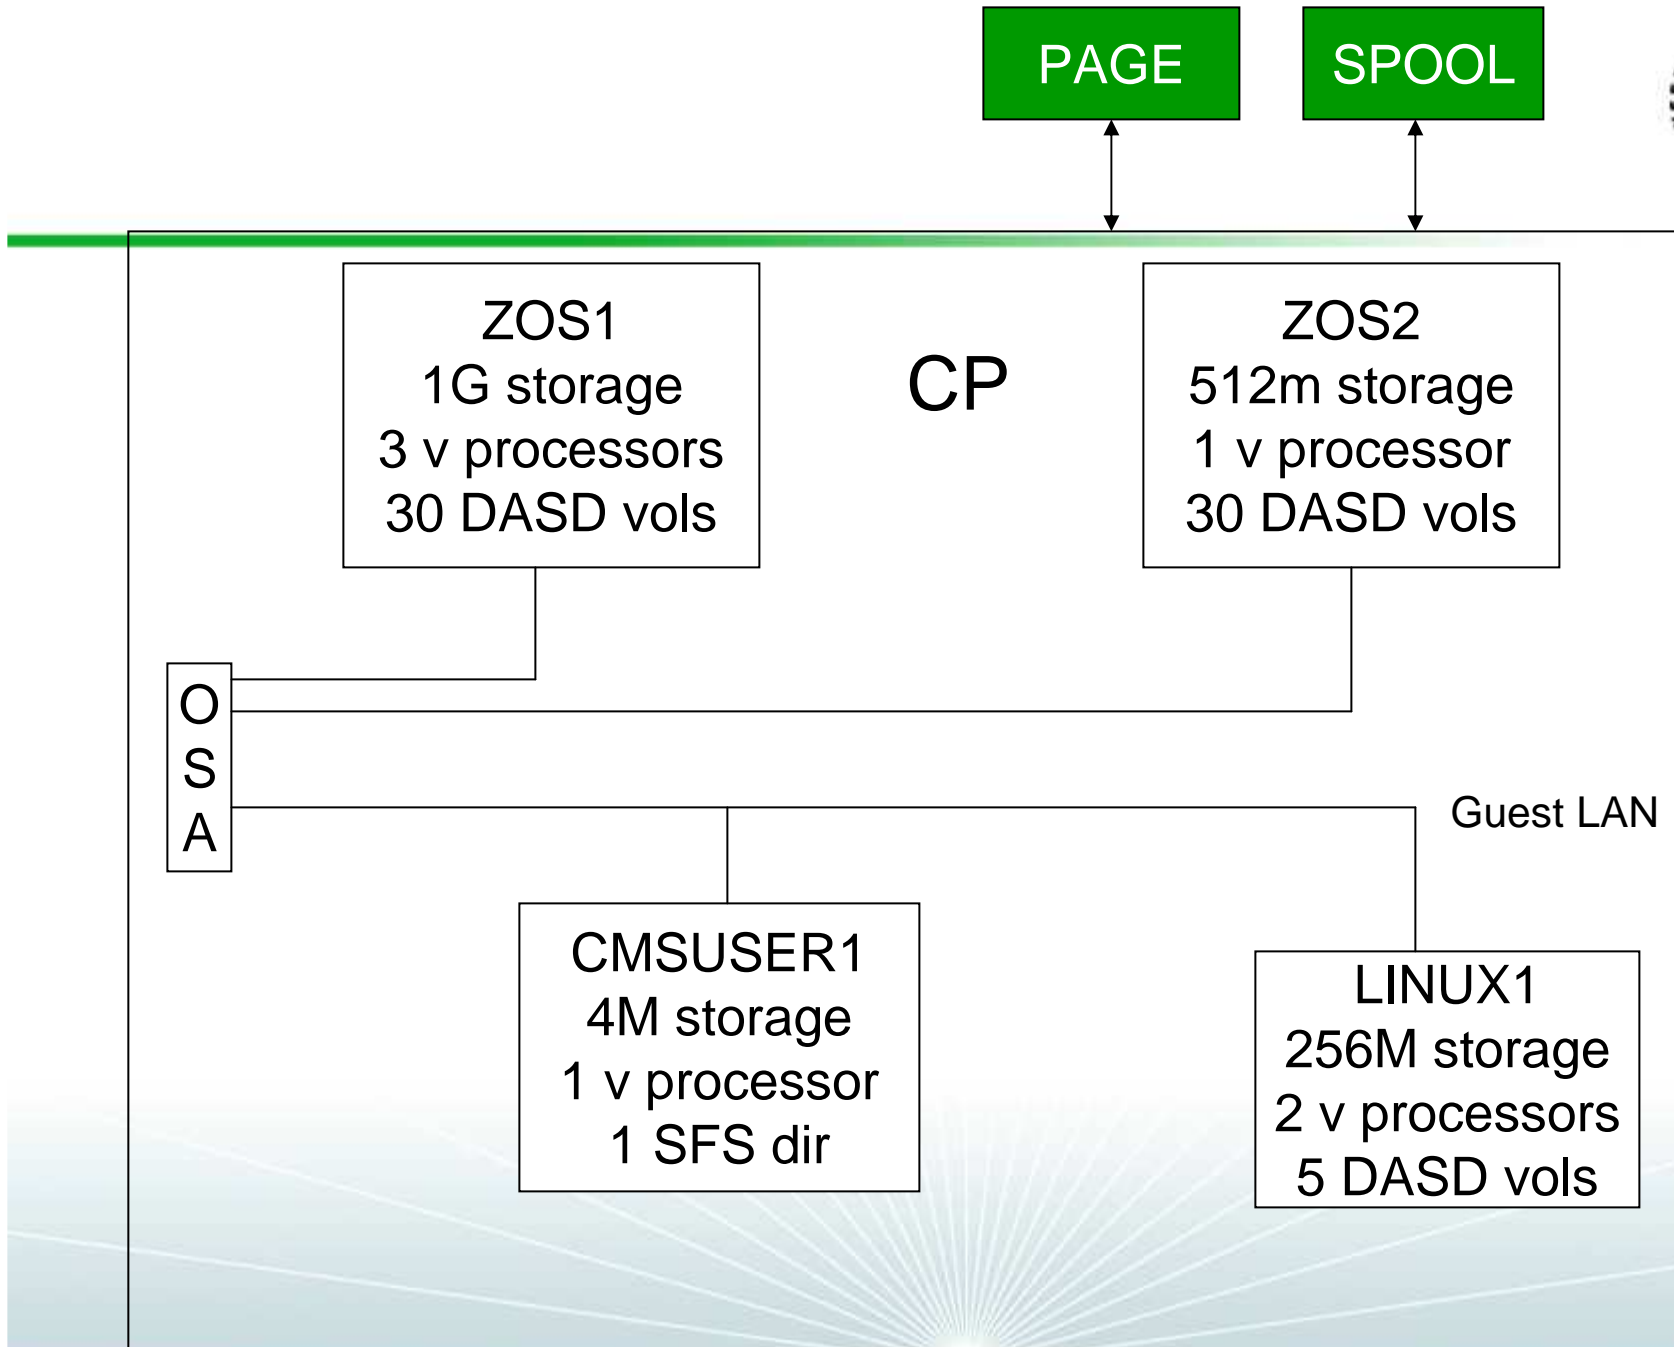 PAGE
SPOOL
ZOS1
1G storage
3 v processors
30 DASD vols
CP
ZOS2
512m storage
1 v processor
30 DASD vols
O
S
A
Guest LAN
CMSUSER1
4M storage
1 v processor
1 SFS dir
LINUX1
256M storage
2 v processors
5 DASD vols